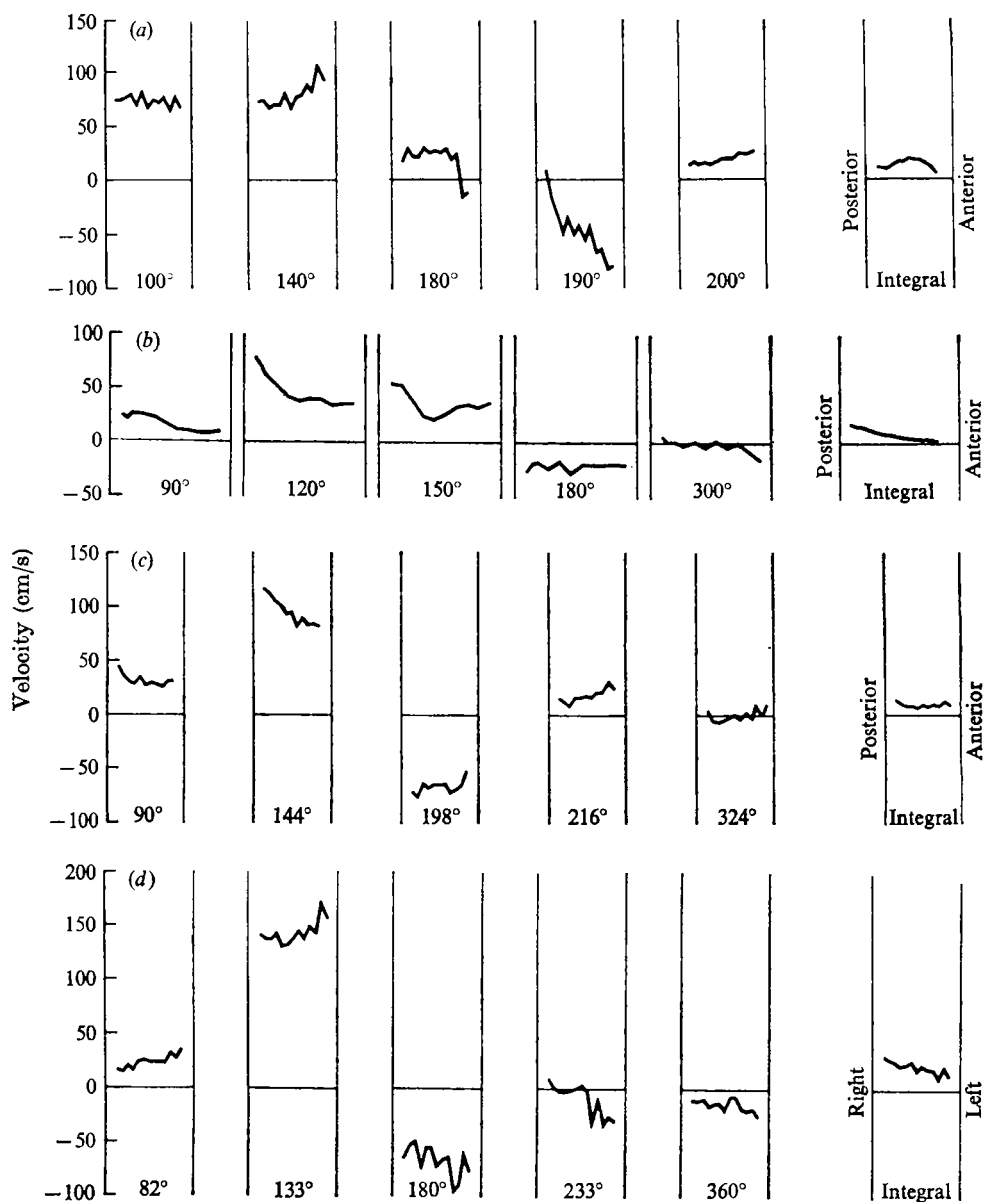 Velocity (cm/s)
(a)
150
100
50
0
−50
−100
100°
140°
180°
190°
200°
Posterior
Anterior
Integral
(b)
100
50
0
−50
90°
120°
150°
180°
300°
Posterior
Anterior
Integral
(c)
150
100
50
0
−50
−100
90°
144°
198°
216°
324°
Posterior
Anterior
Integral
(d)
200
150
100
50
0
−50
−100
82°
133°
180°
233°
360°
Right
Left
Integral